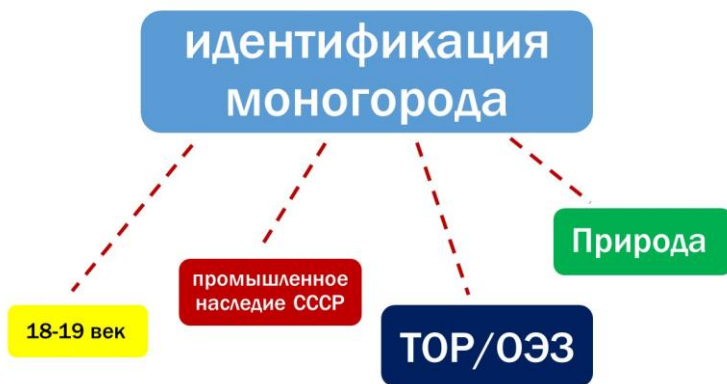 идентификация
моногорода
Природа
промышленное
наследие СССР
18-19 век
ТОР/ОЭЗ